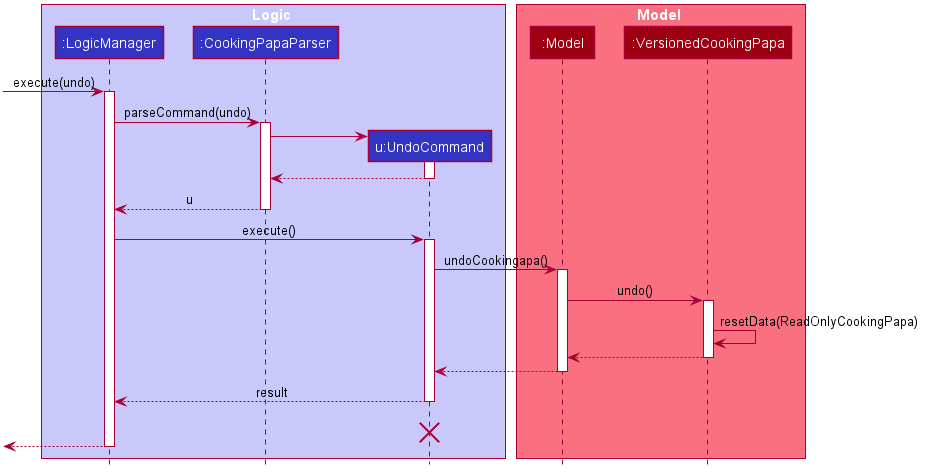 Logic
Model
:LogicManager
:CookingPapaParser
:Model
:VersionedCookingPapa
execute(undo)
parseCommand(undo)
u:UndoCommand
u
execute()
undoCookingapa()
undo()
resetData(ReadOnlyCookingPapa)
result